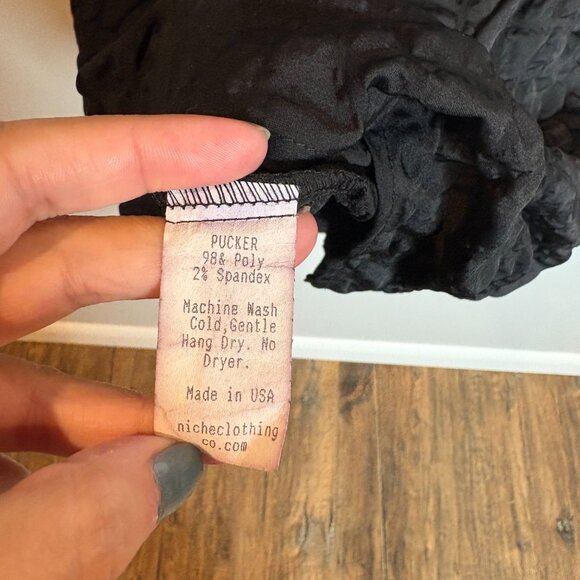 PUCKER
98& Poly
2% Spandex
Machine Wash
Cold,Gentle
Hang Dry. No
Dryer.
Made in USA
nicheclothing
co.com